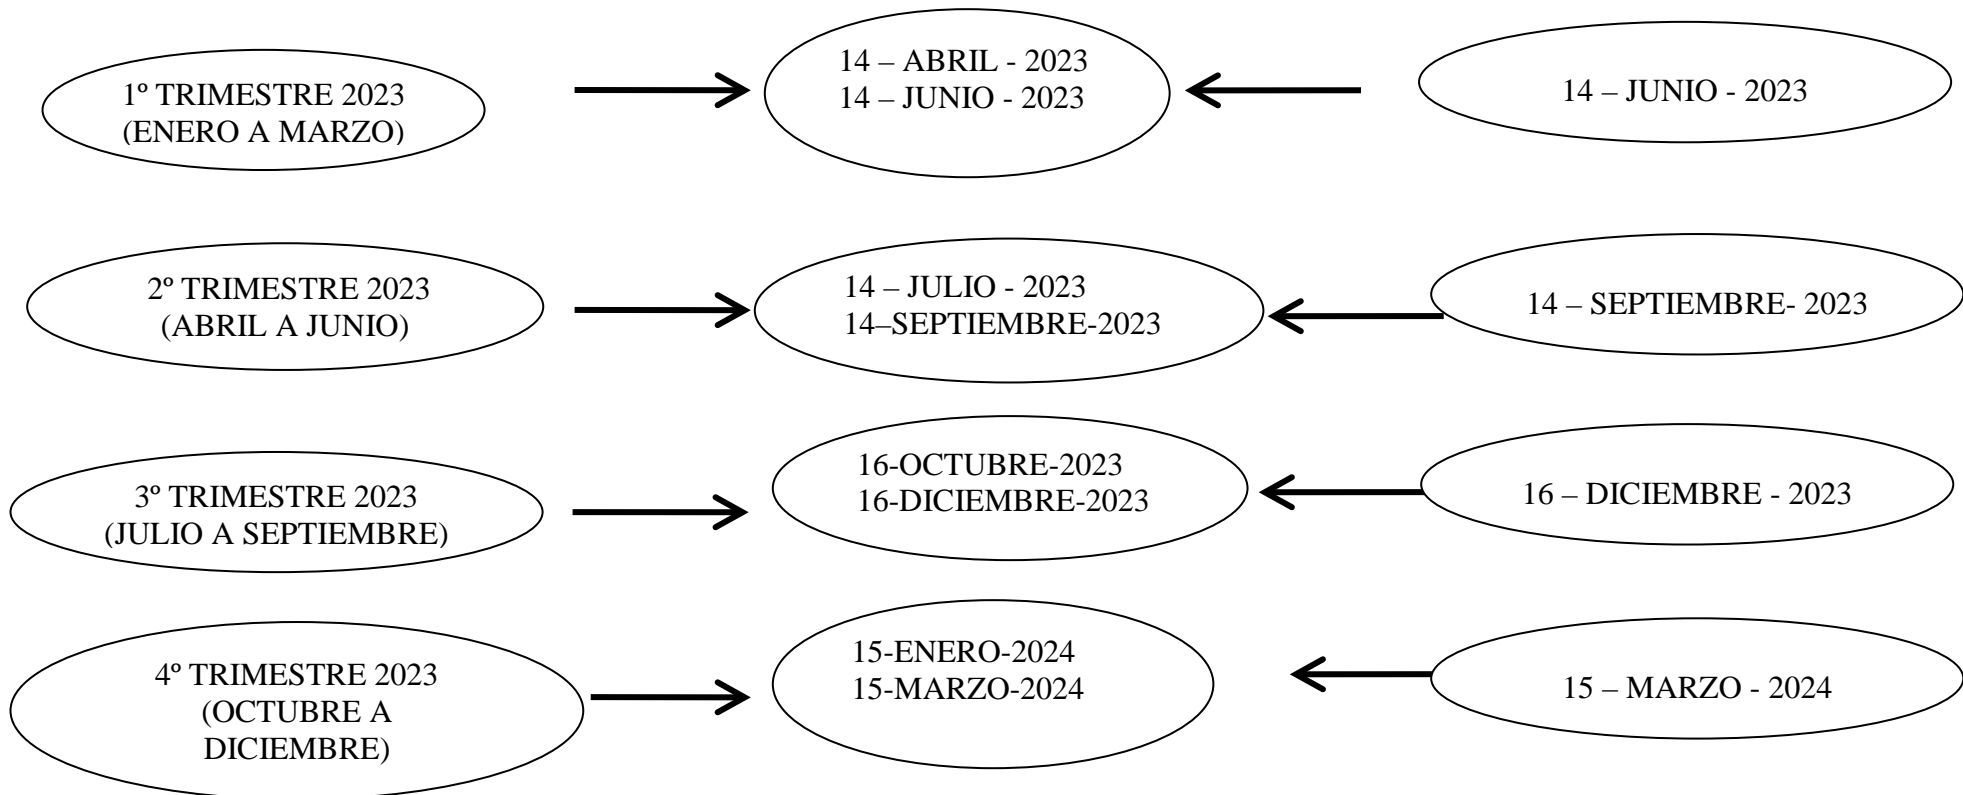 1º TRIMESTRE 2023
(ENERO A MARZO)
14 – ABRIL - 2023
14 – JUNIO - 2023
14 – JUNIO - 2023
2º TRIMESTRE 2023
(ABRIL A JUNIO)
14 – JULIO - 2023
14–SEPTIEMBRE-2023
14 – SEPTIEMBRE- 2023
3º TRIMESTRE 2023
(JULIO A SEPTIEMBRE)
16-OCTUBRE-2023
16-DICIEMBRE-2023
16 – DICIEMBRE - 2023
4º TRIMESTRE 2023
(OCTUBRE A
DICIEMBRE)
15-ENERO-2024
15-MARZO-2024
15 – MARZO - 2024